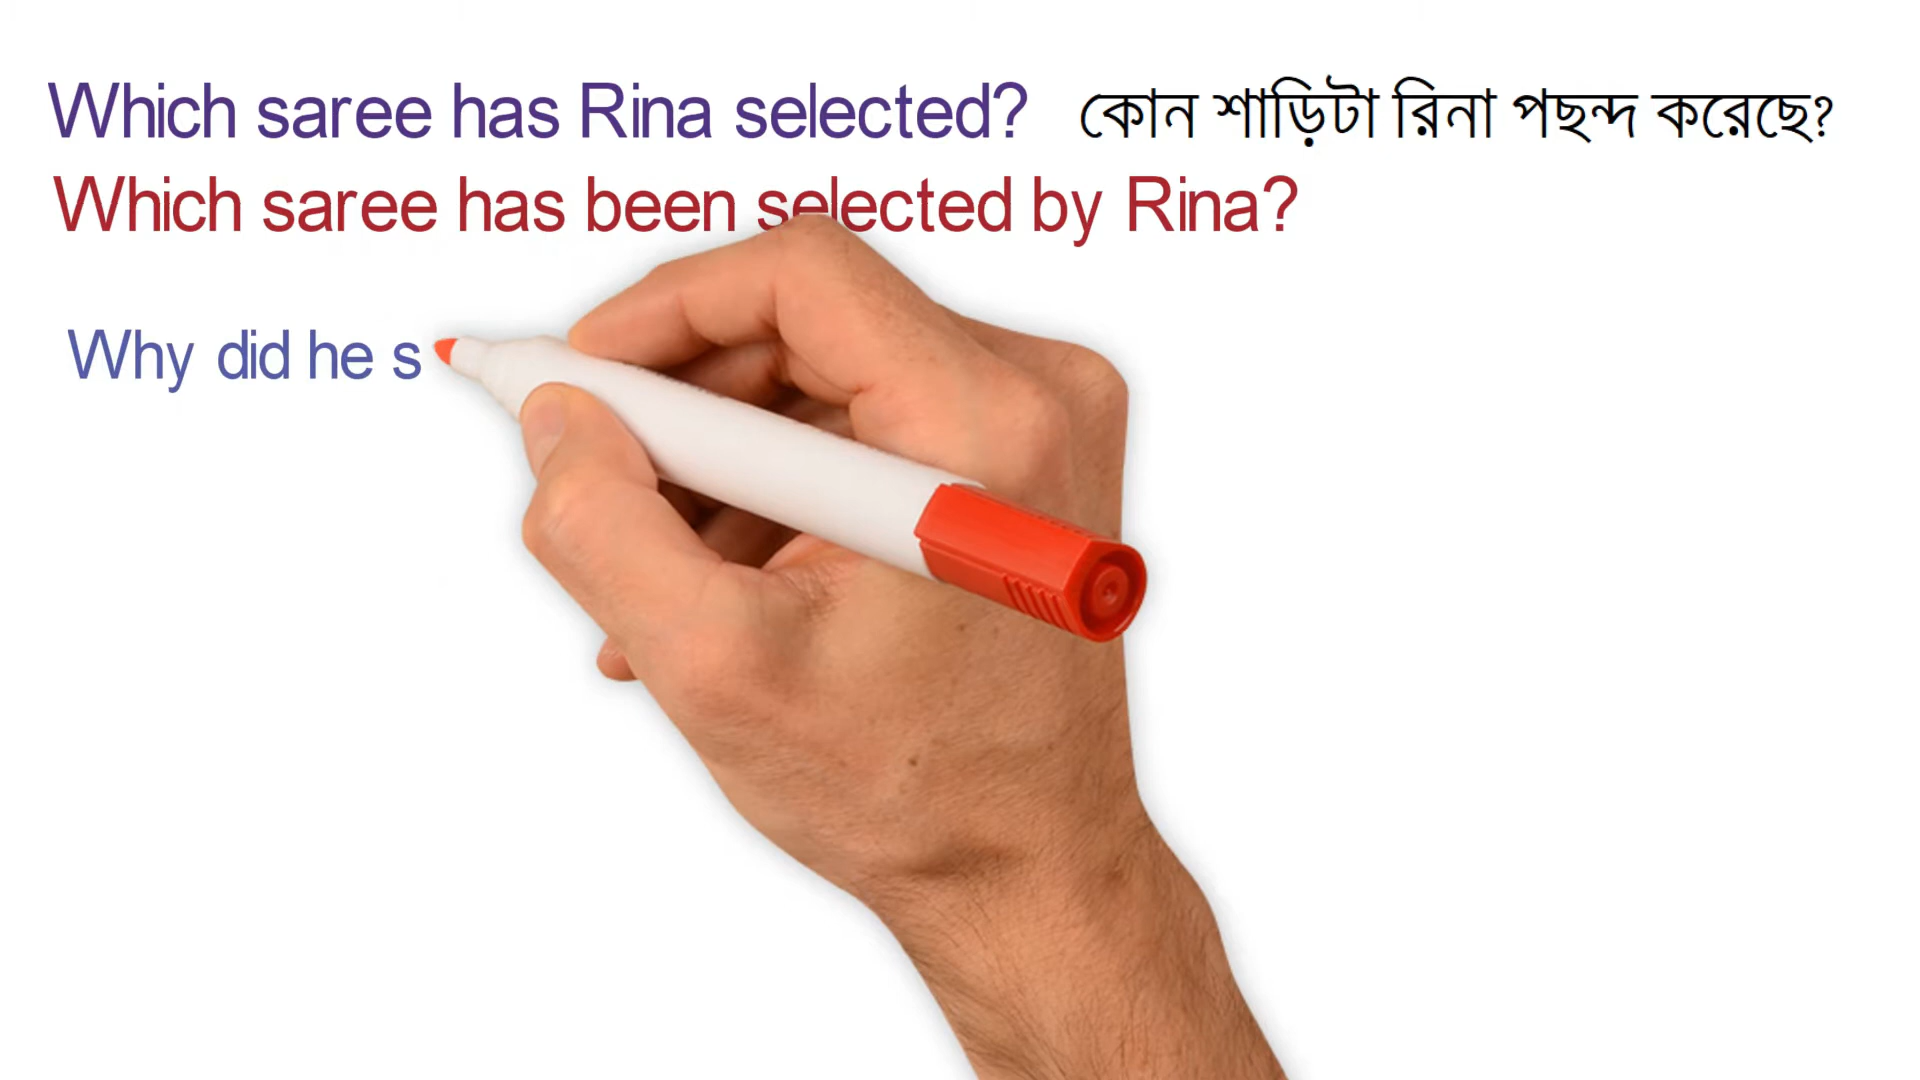 Which saree has Rina selected? কোন শাড়িটা রিনা পছন্দ করেছে?
Which saree has been selected by Rina?
Why did he s